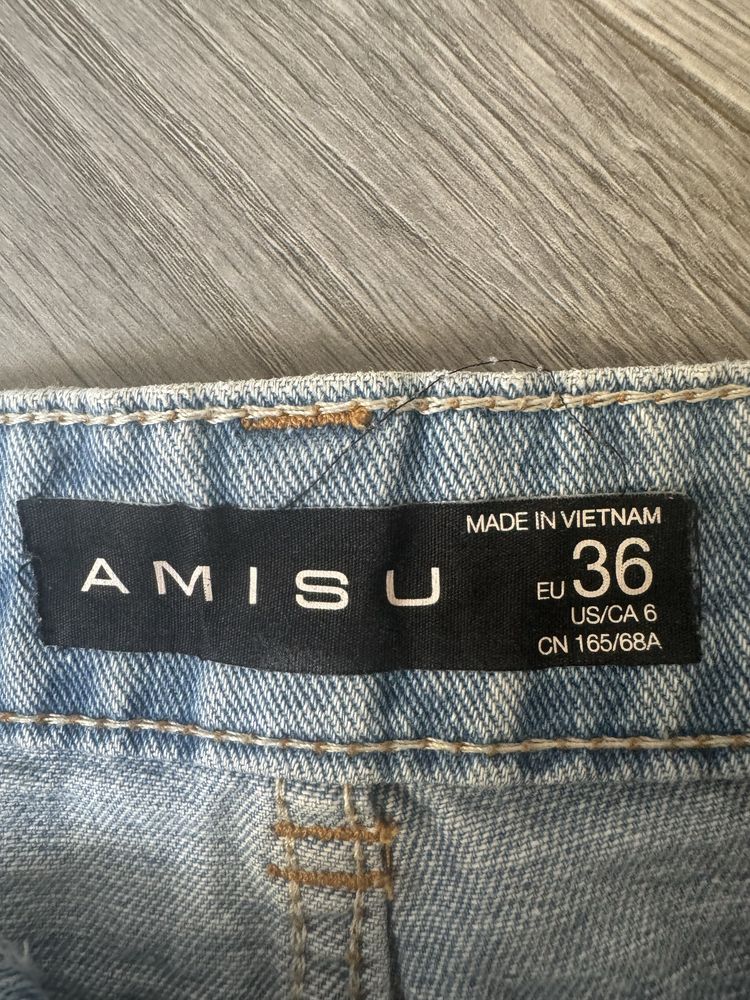 AMISU
MADE IN VIETNAM
EU 36
US/CA 6
CN 165/68A